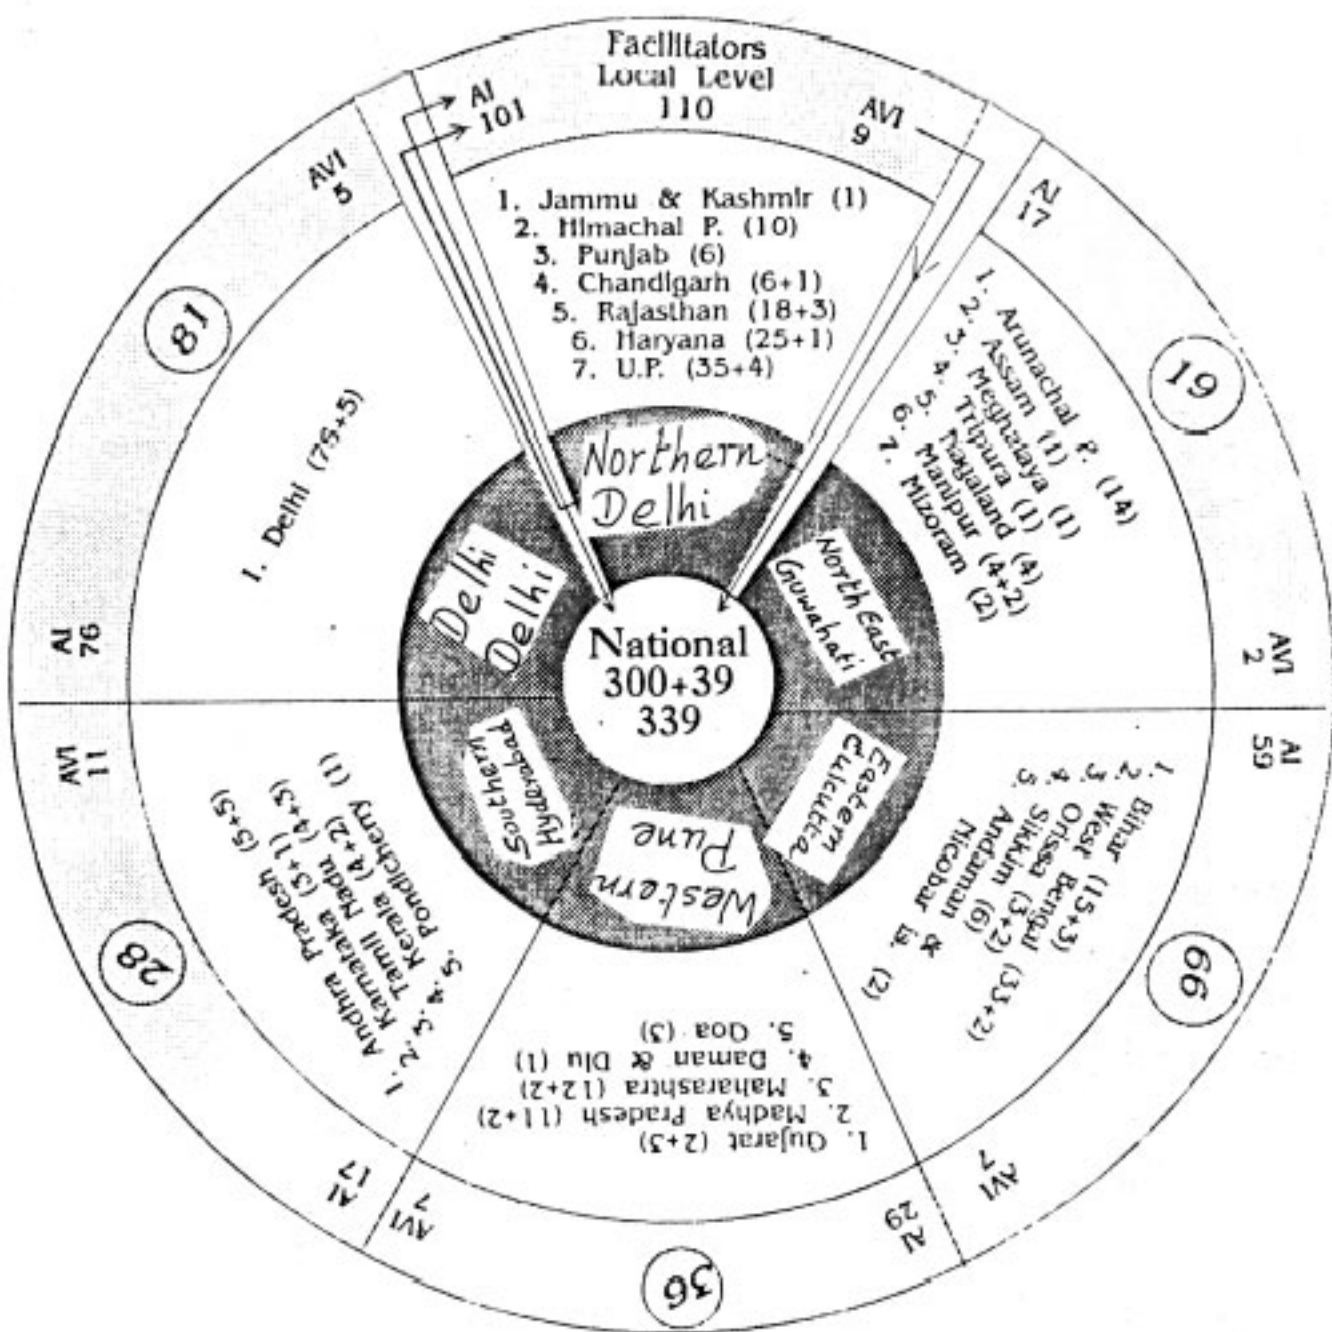 Facilitators
Local Level
110
AI
101
AVI
9
1. Jammu & Kashmir (1)
2. Himachal P. (10)
3. Punjab (6)
4. Chandigarh (6+1)
5. Rajasthan (18+3)
6. Haryana (25+1)
7. U.P. (35+4)
Northern
Delhi
AI
17
19
AVI
2
1. Arunachal P. (14)
2. Assam (1)
3. Meghataya (1)
4. Tripura (1)
5. Nagaland (4)
6. Manipur (4+2)
7. Mizoram (2)
North East
Guwahati
AI
59
66
AVI
7
1. Bihar (15+3)
2. West Bengal (33+2)
3. Orissa (3+2)
4. Sikkim (6)
5. Andaman &
Nicobar is. (2)
Eastern
Culcutta
AI
29
36
AVI
7
1. Gujarat (2+3)
2. Madhya Pradesh (11+2)
3. Maharashtra (12+2)
4. Daman & Diu (1)
5. Goa (3)
Western
Pune
AI
17
28
AVI
11
1. Andhra Pradesh (5+5)
2. Karnataka (3+1)
3. Tamil Nadu (4+3)
4. Kerala (4+2)
5. Pondicherry (1)
Southern
Hyderabad
AI
76
81
AVI
5
1. Delhi (76+5)
Delhi
Delhi
National
300+39
339